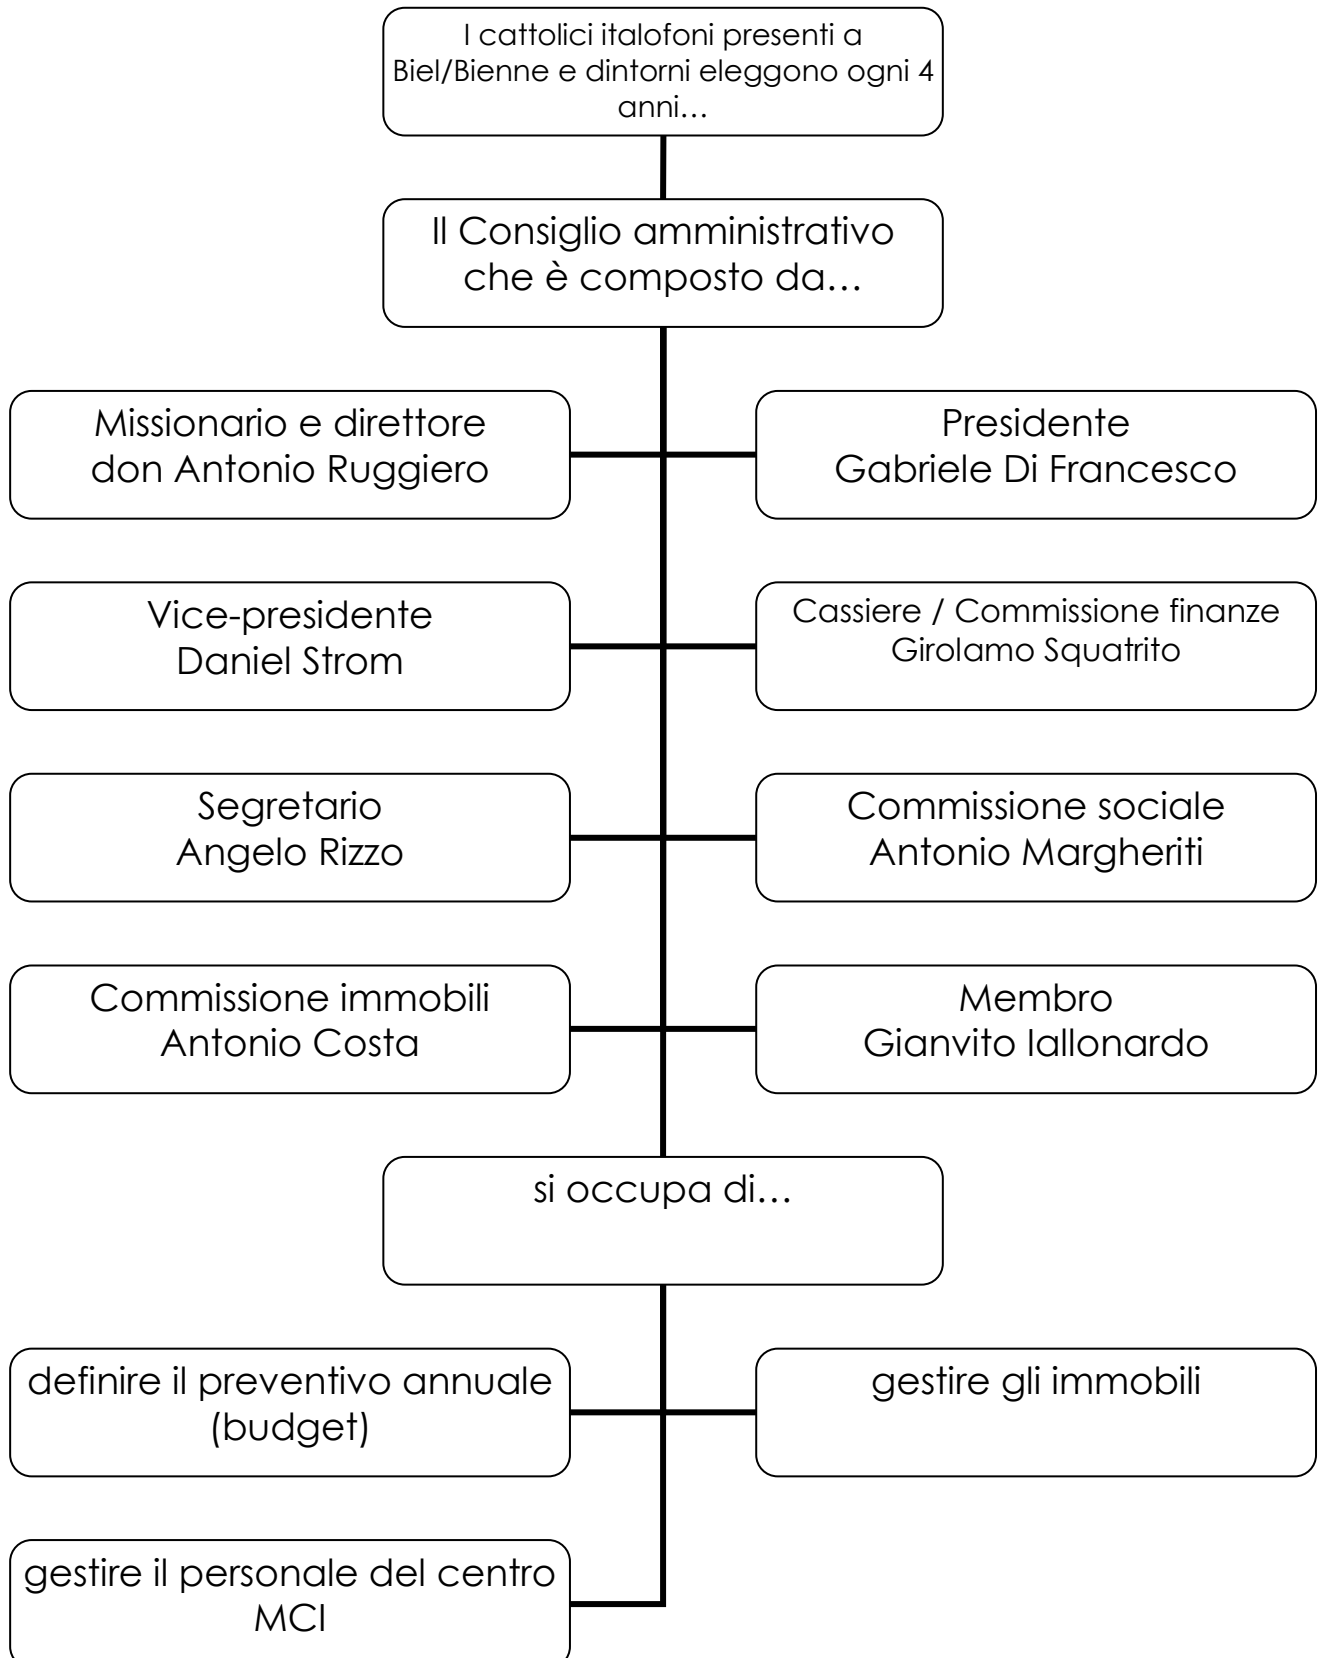 I cattolici italofoni presenti a
Biel/Bienne e dintorni eleggono ogni 4
anni…
Il Consiglio amministrativo
che è composto da…
Missionario e direttore
don Antonio Ruggiero
Presidente
Gabriele Di Francesco
Vice-presidente
Daniel Strom
Cassiere / Commissione finanze
Girolamo Squatrito
Segretario
Angelo Rizzo
Commissione sociale
Antonio Margheriti
Commissione immobili
Antonio Costa
Membro
Gianvito Iallonardo
si occupa di…
definire il preventivo annuale
(budget)
gestire gli immobili
gestire il personale del centro
MCI